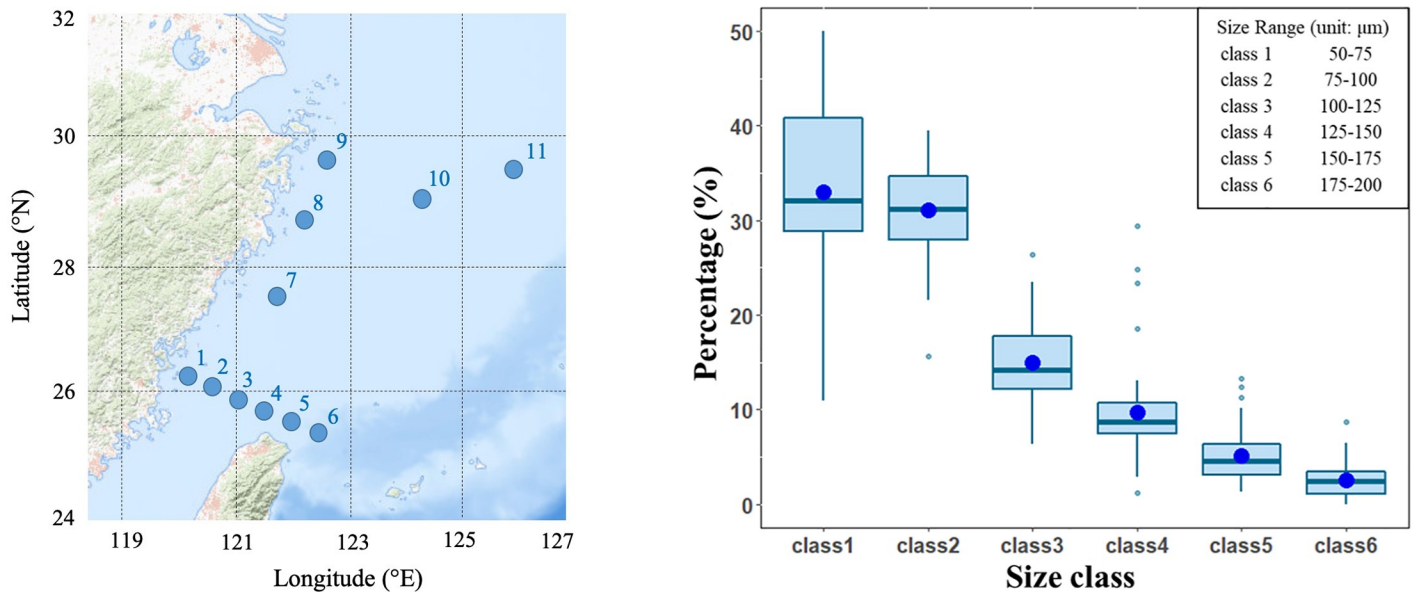 32
30
28
26
24
Latitude (°N)
119
121
123
125
127
Longitude (°E)
1
2
3
4
5
6
7
8
9
10
11
Percentage (%)
50
40
30
20
10
0
Size Range (unit: μm)
class 1 50-75
class 2 75-100
class 3 100-125
class 4 125-150
class 5 150-175
class 6 175-200
class1
class2
class3
class4
class5
class6
Size class